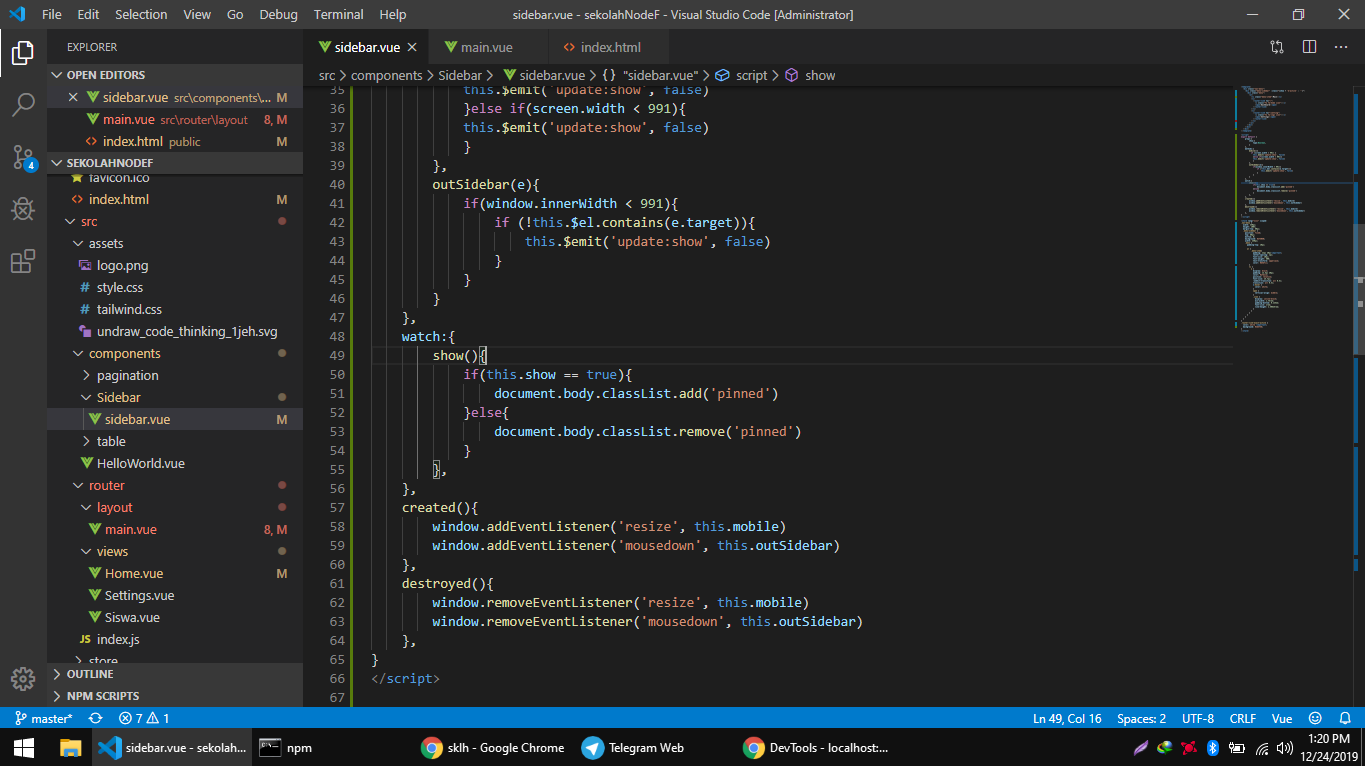 File Edit Selection View Go Debug Terminal Help sidebar.vue - sekolahNodeF - Visual Studio Code [Administrator]
EXPLORER
OPEN EDITORS
sidebar.vue src\components\... M
main.vue src\router\layout 8, M
index.html public M
SEKOLAHNODEF
favicon.ico
index.html M
src
assets
logo.png
# style.css
# tailwind.css
undraw_code_thinking_1jeh.svg
components
pagination
Sidebar
sidebar.vue M
table
HelloWorld.vue
router
layout
main.vue 8, M
views
Home.vue M
Settings.vue
Siswa.vue
JS index.js
store
OUTLINE
NPM SCRIPTS
4
sidebar.vue main.vue index.html
src > components > Sidebar > sidebar.vue > {} "sidebar.vue" > script > show
35 this.$emit('update:show', false)
36 }else if(screen.width < 991){
37 this.$emit('update:show', false)
38 }
39 },
40 outSidebar(e){
41 if(window.innerWidth < 991){
42 if (!this.$el.contains(e.target)){
43 this.$emit('update:show', false)
44 }
45 }
46 }
47 },
48 watch:{
49 show(){
50 if(this.show == true){
51 document.body.classList.add('pinned')
52 }else{
53 document.body.classList.remove('pinned')
54 }
55 },
56 },
57 created(){
58 window.addEventListener('resize', this.mobile)
59 window.addEventListener('mousedown', this.outSidebar)
60 },
61 destroyed(){
62 window.removeEventListener('resize', this.mobile)
63 window.removeEventListener('mousedown', this.outSidebar)
64 },
65 }
66 </script>
67
master* 7 1 Ln 49, Col 16 Spaces: 2 UTF-8 CRLF Vue
sidebar.vue - sekolah... npm sklh - Google Chrome Telegram Web DevTools - localhost:...
1:20 PM
12/24/2019